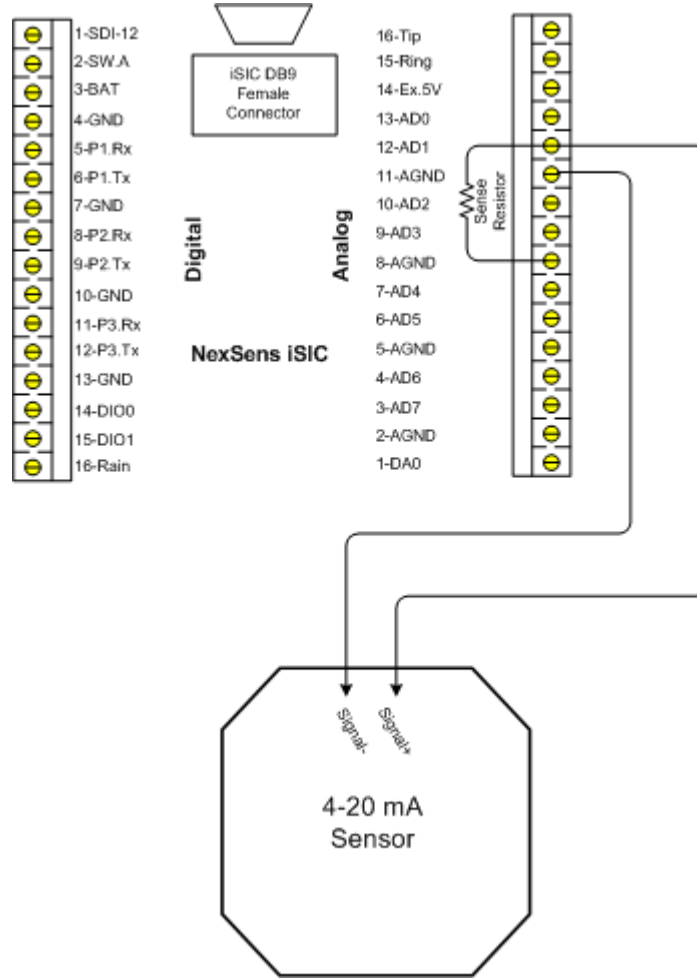 1-SDI-12
2-SW.A
3-BAT
4-GND
5-P1.Rx
6-P1.Tx
7-GND
8-P2.Rx
9-P2.Tx
10-GND
11-P3.Rx
12-P3.Tx
13-GND
14-DIO0
15-DIO1
16-Rain
iSIC DB9
Female
Connector
Digital
Analog
NexSens iSIC
16-Tip
15-Ring
14-Ex.5V
13-AD0
12-AD1
11-AGND
10-AD2
9-AD3
8-AGND
7-AD4
6-AD5
5-AGND
4-AD6
3-AD7
2-AGND
1-DA0
Sense
Resistor
Signal-
Signal+
4-20 mA
Sensor